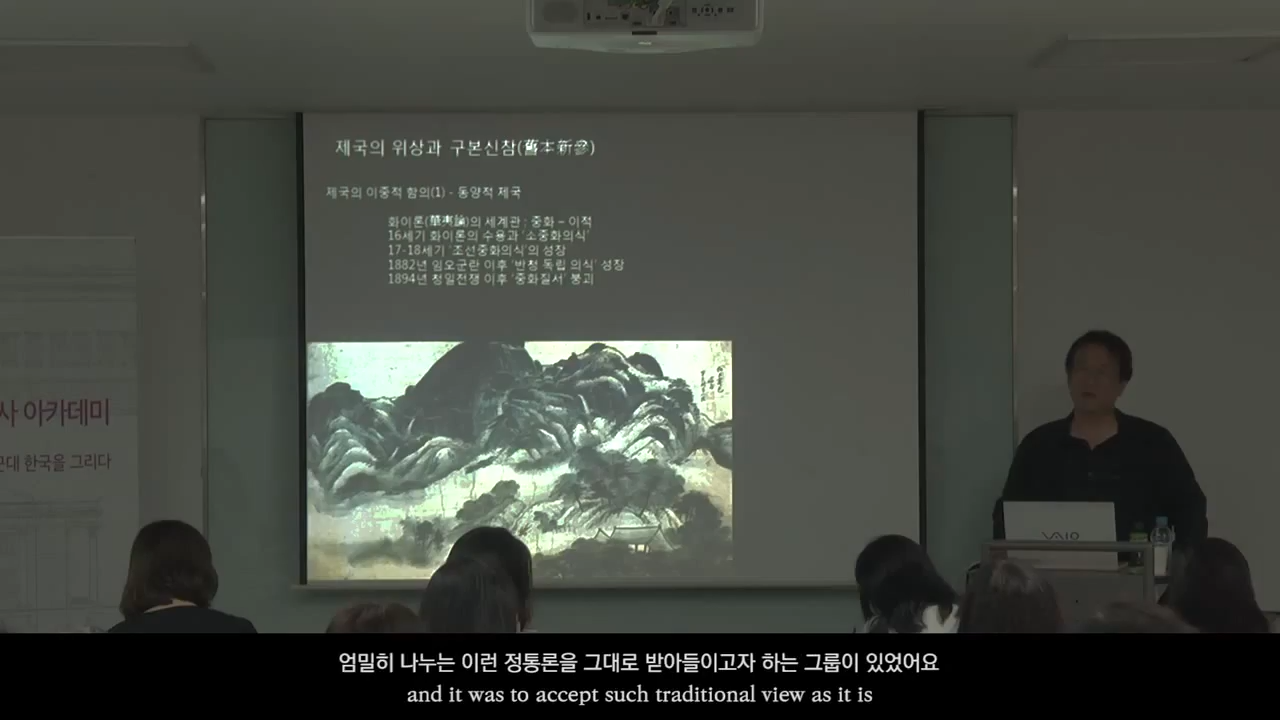 제국의 위상과 구본신참(舊本新參)
제국의 이중적 함의(1) - 동양적 제국
화이론(華夷論)의 세계관 : 중화 – 이적
16세기 화이론의 수용과 '소중화의식'
17-18세기 '조선중화의식'의 성장
1882년 임오군란 이후 '반청 독립 의식' 성장
1894년 청일전쟁 이후 '중화질서' 붕괴
사 아카데미
근대 한국을 그리다
VAIO
엄밀히 나누는 이런 정통론을 그대로 받아들이고자 하는 그룹이 있었어요
and it was to accept such traditional view as it is